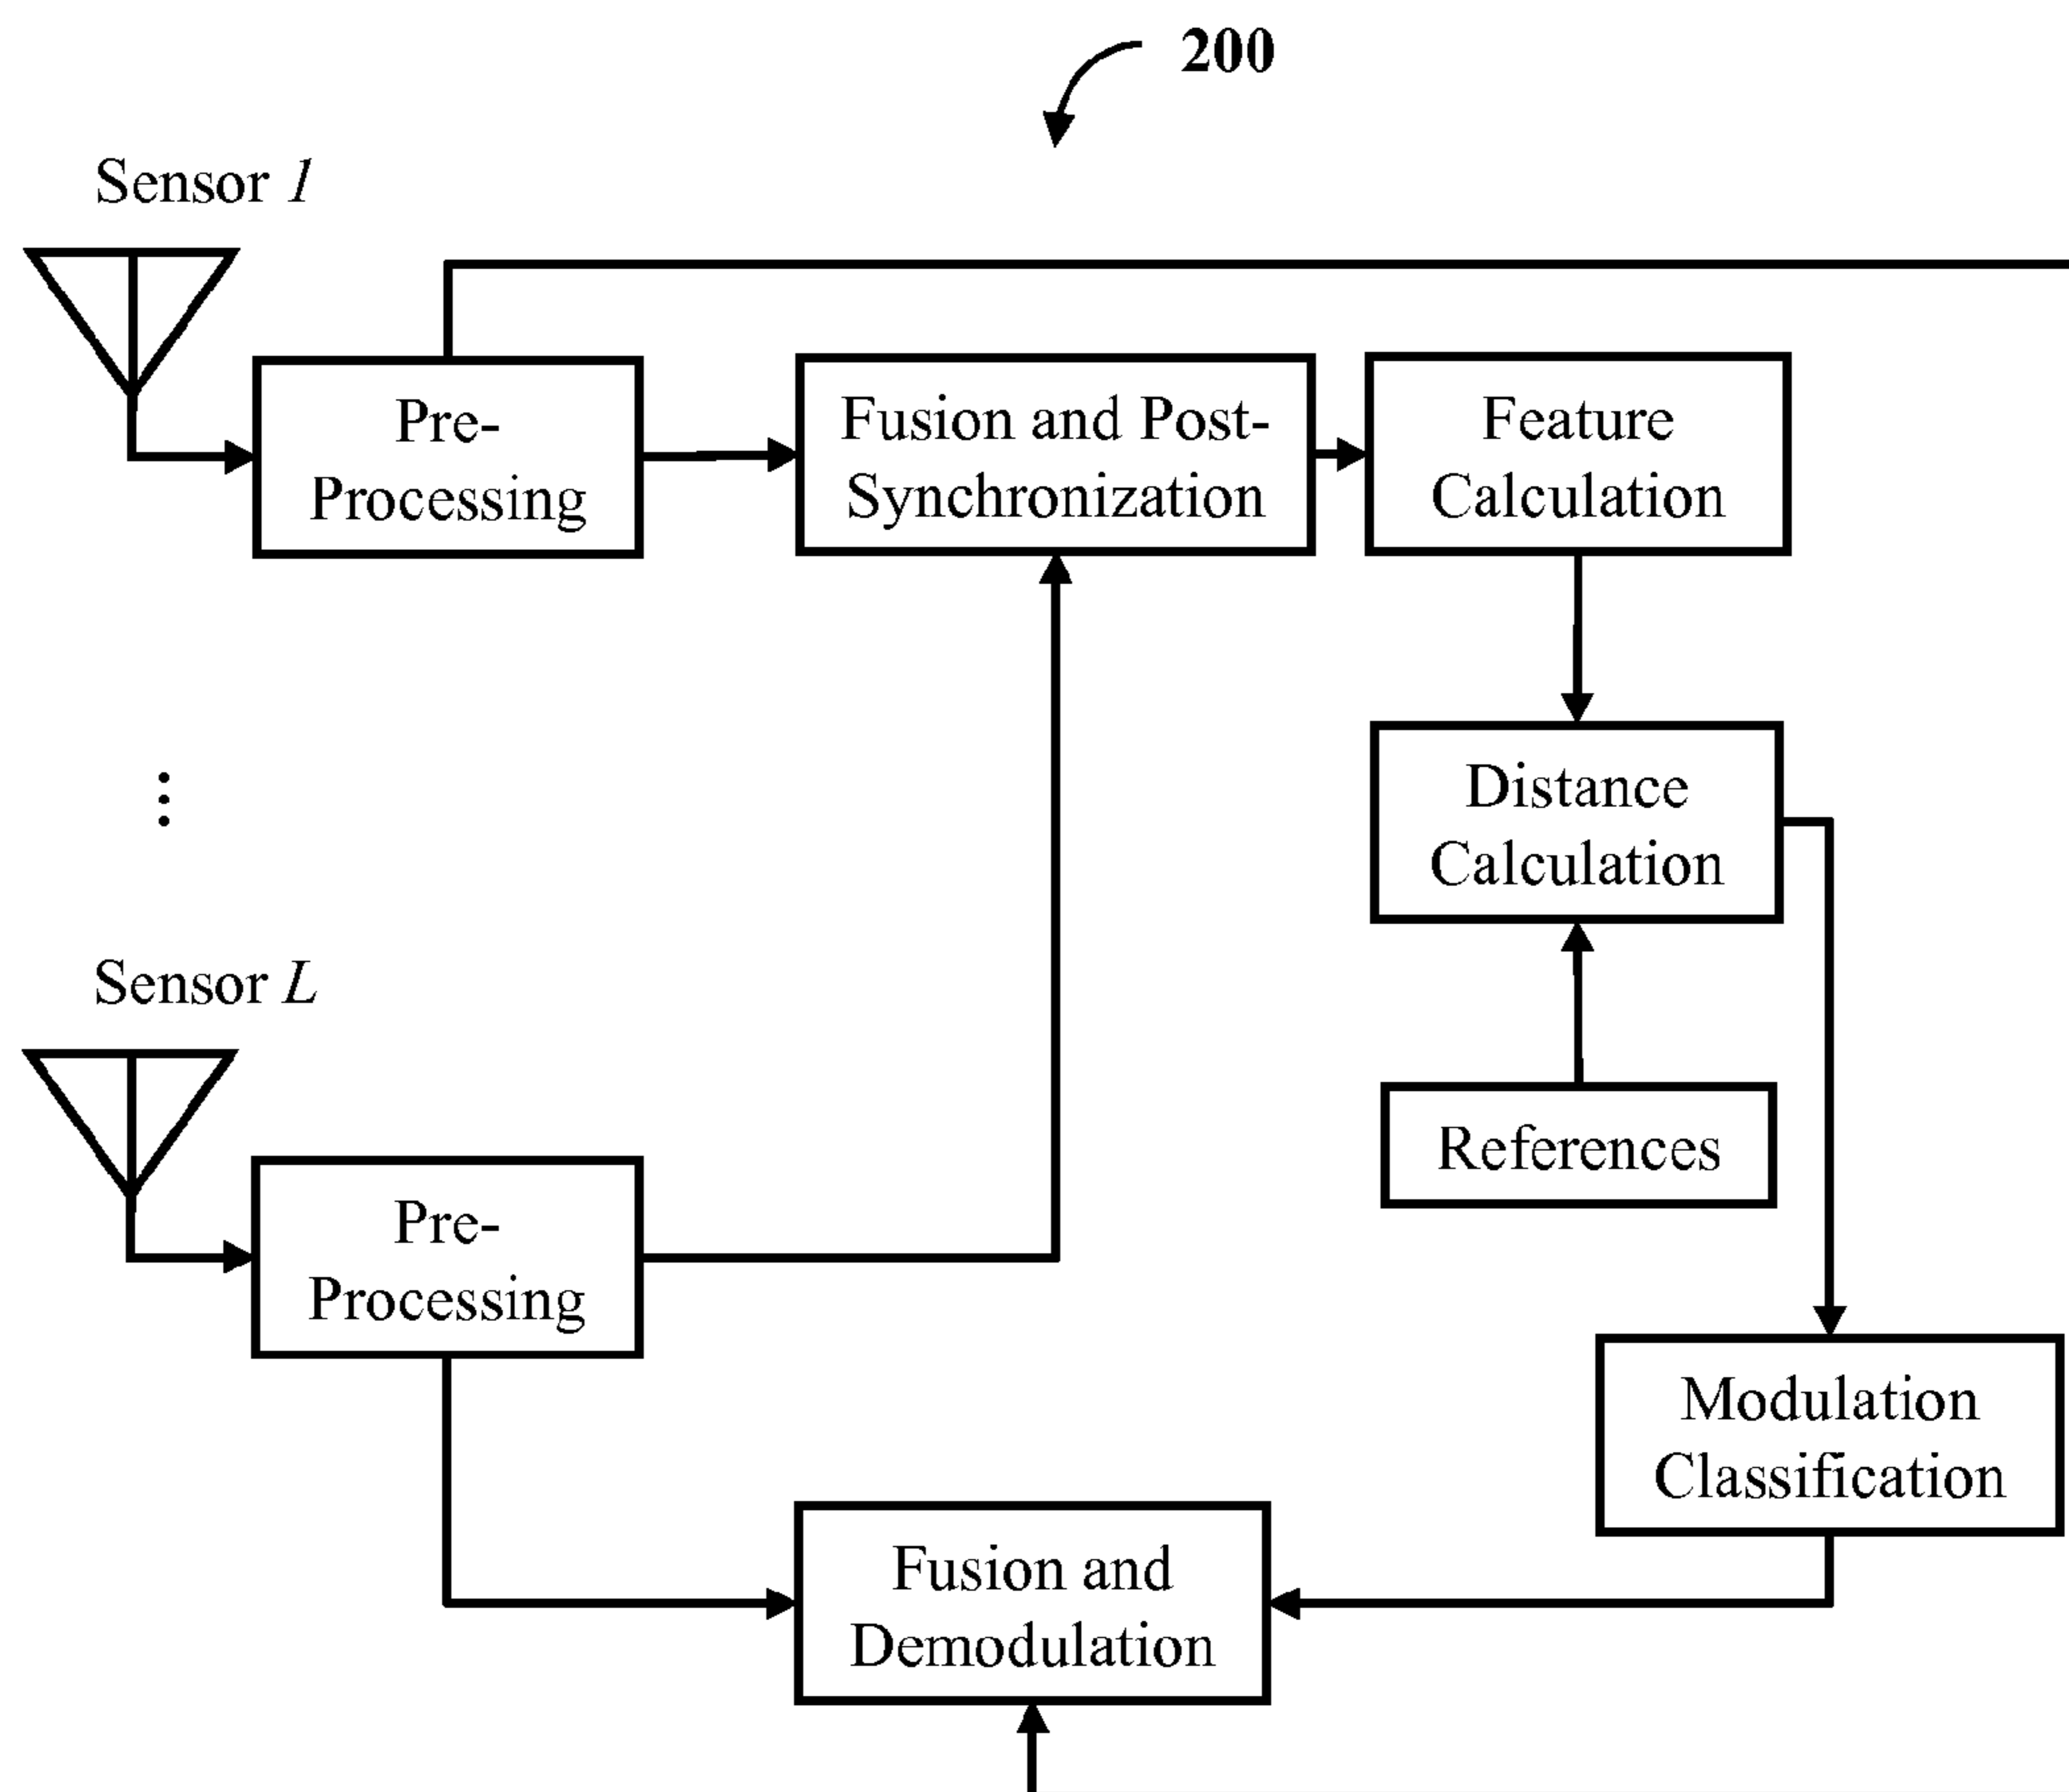 200
Sensor 1
Pre-
Processing
Fusion and Post-
Synchronization
Feature
Calculation
Distance
Calculation
Sensor L
References
Pre-
Processing
Modulation
Classification
Fusion and
Demodulation